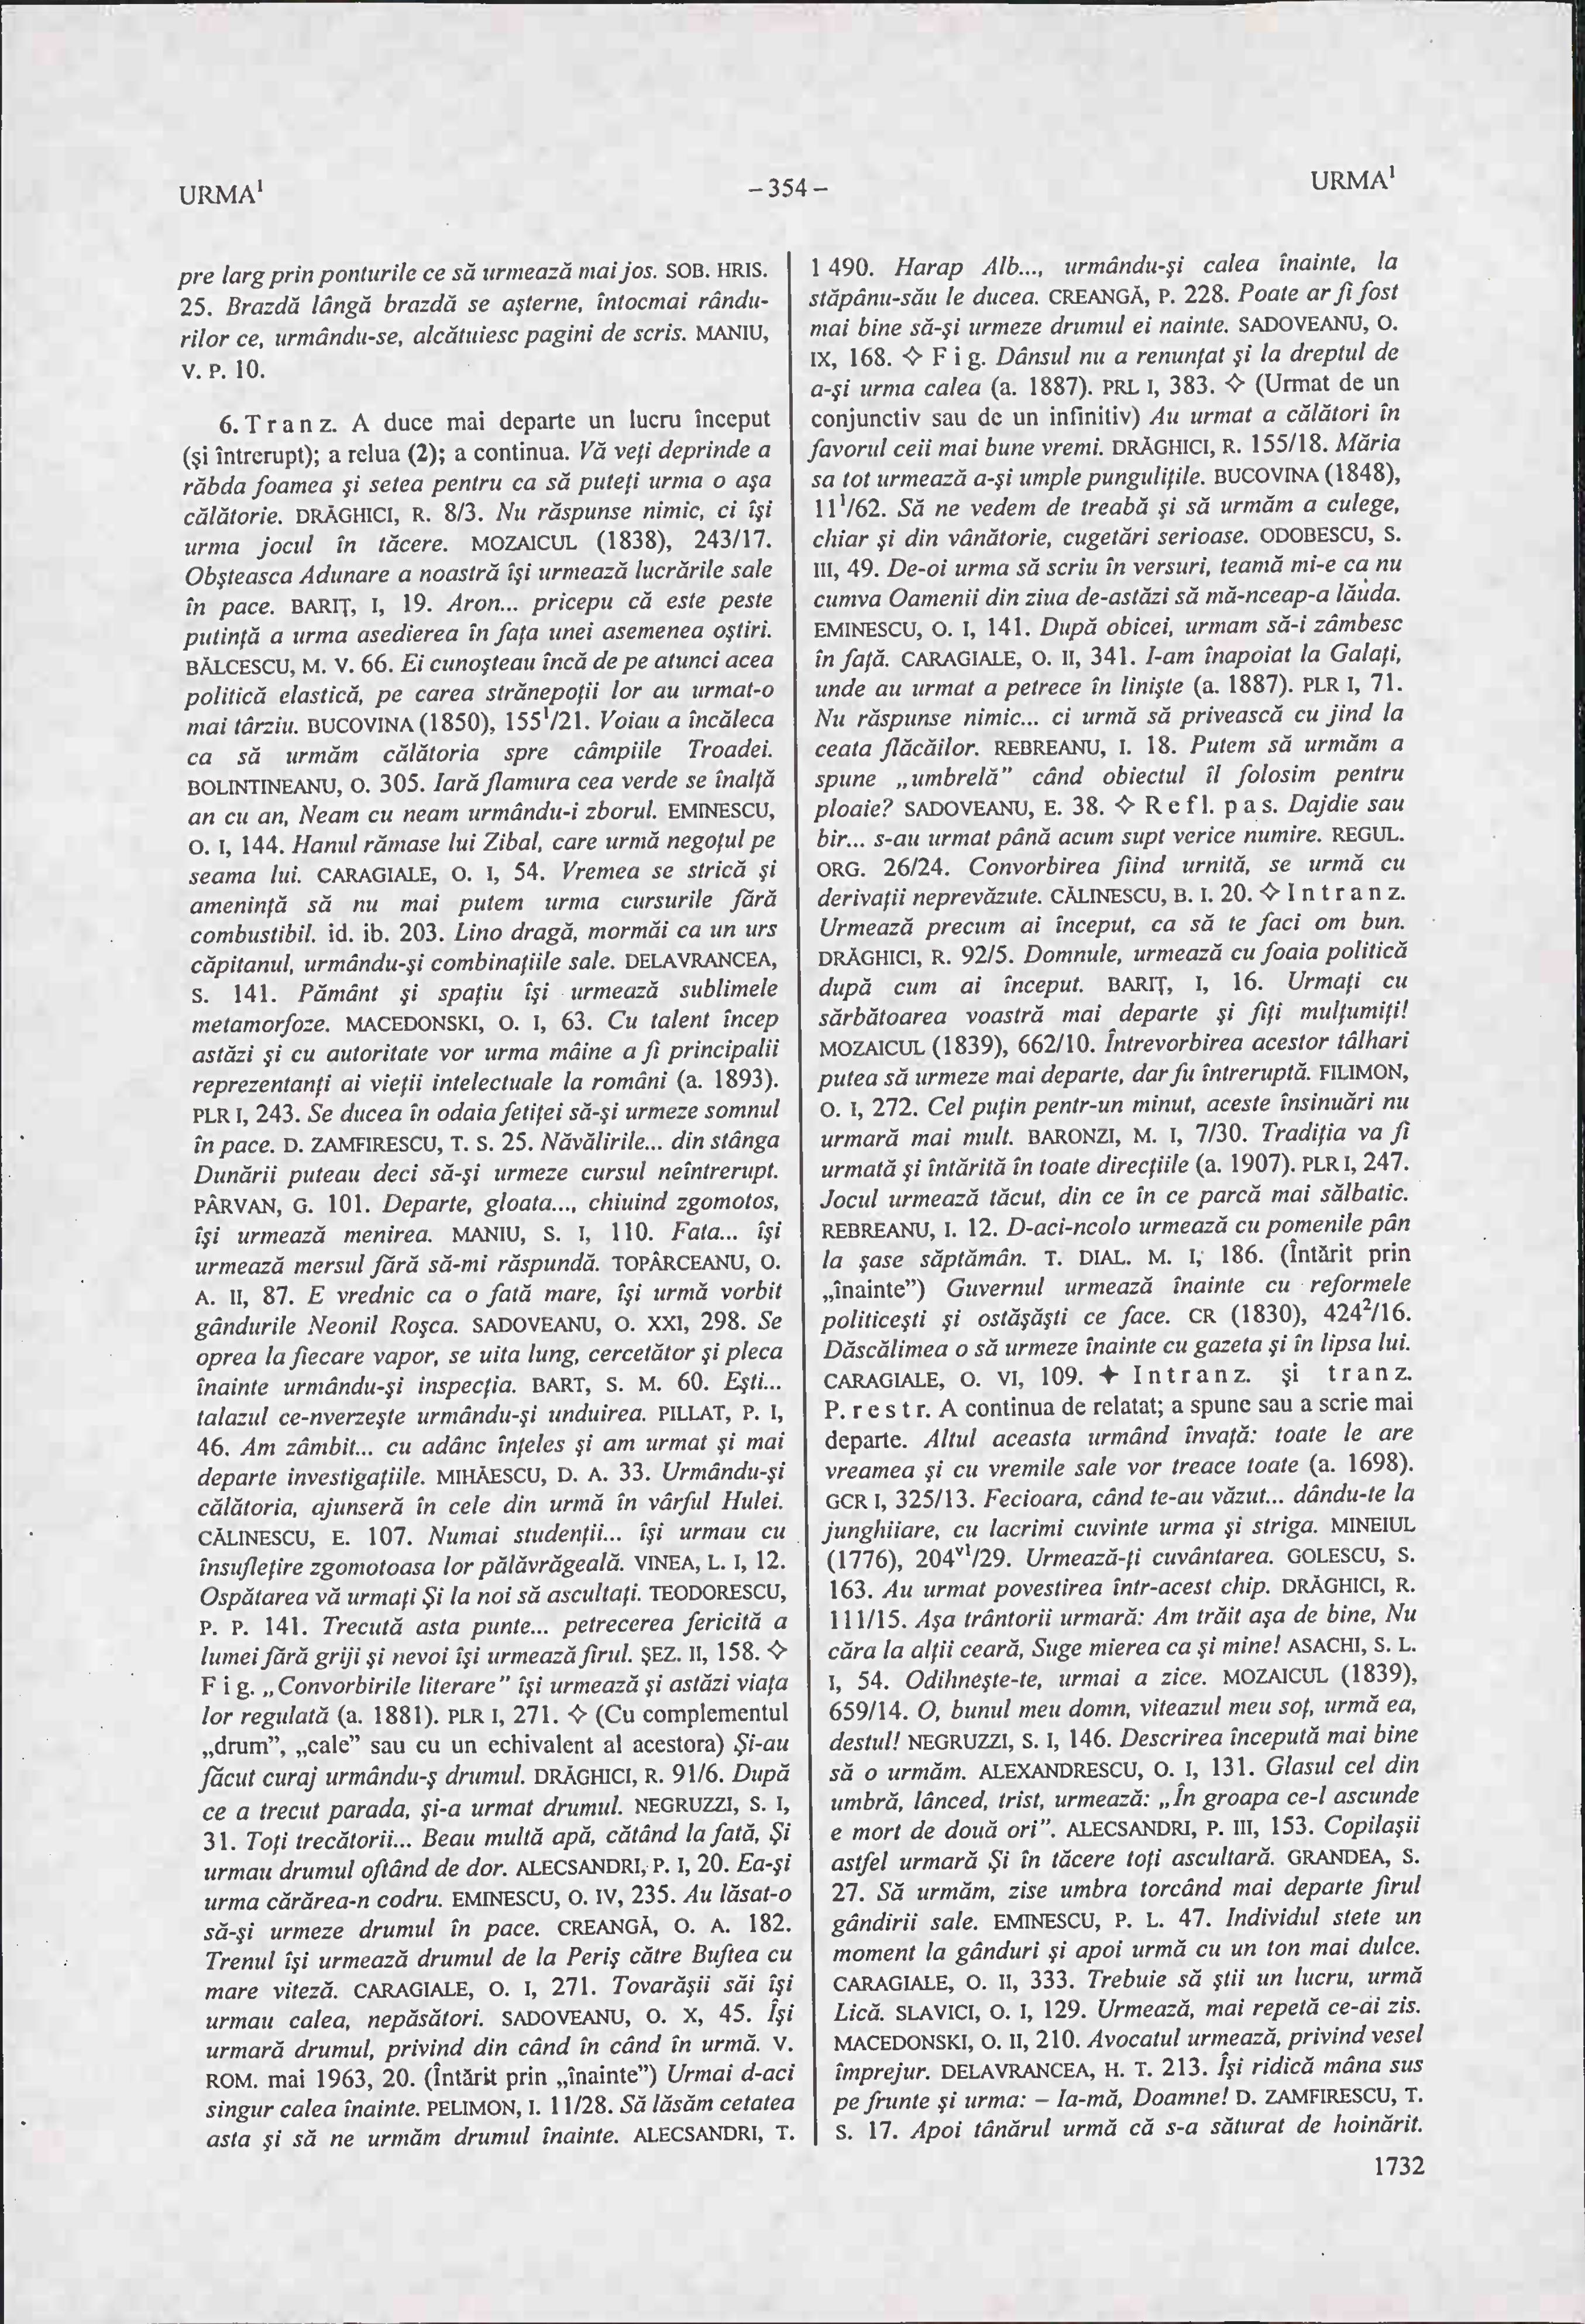 URMA¹
– 354 –
URMA¹
pre larg prin ponturile ce să urmează mai jos. SOB. HRIS.
25. Brazdă lângă brazdă se aşterne, întocmai rându-
rilor ce, urmându-se, alcătuiesc pagini de scris. MANIU,
V. P. 10.
6. Tranz. A duce mai departe un lucru început
(şi întrerupt); a relua (2); a continua. Vă veţi deprinde a
răbda foamea şi setea pentru ca să puteţi urma o aşa
călătorie. DRĂGHICI, R. 8/3. Nu răspunse nimic, ci îşi
urma jocul în tăcere. MOZAICUL (1838), 243/17.
Obşteasca Adunare a noastră îşi urmează lucrările sale
în pace. BARIŢ, I, 19. Aron... pricepu că este peste
putinţă a urma asedierea în faţa unei asemenea oştiri.
BĂLCESCU, M. V. 66. Ei cunoşteau încă de pe atunci acea
politică elastică, pe carea strănepoţii lor au urmat-o
mai târziu. BUCOVINA (1850), 155¹/21. Voiau a încăleca
ca să urmăm călătoria spre câmpiile Troadei.
BOLINTINEANU, O. 305. Iară flamura cea verde se înalţă
an cu an, Neam cu neam urmându-i zborul. EMINESCU,
O. I, 144. Hanul rămase lui Zibal, care urmă negoţul pe
seama lui. CARAGIALE, O. I, 54. Vremea se strică şi
ameninţă să nu mai putem urma cursurile fără
combustibil. id. ib. 203. Lino dragă, mormăi ca un urs
căpitanul, urmându-şi combinaţiile sale. DELAVRANCEA,
S. 141. Pământ şi spaţiu îşi urmează sublimele
metamorfoze. MACEDONSKI, O. I, 63. Cu talent încep
astăzi şi cu autoritate vor urma mâine a fi principalii
reprezentanţi ai vieţii intelectuale la români (a. 1893).
PLR I, 243. Se ducea în odaia fetiţei să-şi urmeze somnul
în pace. D. ZAMFIRESCU, T. S. 25. Năvălirile... din stânga
Dunării puteau deci să-şi urmeze cursul neîntrerupt.
PÂRVAN, G. 101. Departe, gloata..., chiuind zgomotos,
îşi urmează menirea. MANIU, S. I, 110. Fata... îşi
urmează mersul fără să-mi răspundă. TOPÂRCEANU, O.
A. II, 87. E vrednic ca o fată mare, îşi urmă vorbit
gândurile Neonil Roşca. SADOVEANU, O. XXI, 298. Se
oprea la fiecare vapor, se uita lung, cercetător şi pleca
înainte urmându-şi inspecţia. BART, S. M. 60. Eşti...
talazul ce-nverzeşte urmându-şi unduirea. PILLAT, P. I,
46. Am zâmbit... cu adânc înţeles şi am urmat şi mai
departe investigaţiile. MIHĂESCU, D. A. 33. Urmându-şi
călătoria, ajunseră în cele din urmă în vârful Hulei.
CĂLINESCU, E. 107. Numai studenţii... îşi urmau cu
însufleţire zgomotoasa lor pălăvrăgeală. VINEA, L. I, 12.
Ospătarea vă urmaţi Şi la noi să ascultaţi. TEODORESCU,
P. P. 141. Trecută asta punte... petrecerea fericită a
lumei fără griji şi nevoi îşi urmează firul. ŞEZ. II, 158. ◇
Fig. „Convorbirile literare” îşi urmează şi astăzi viaţa
lor regulată (a. 1881). PLR I, 271. ◇ (Cu complementul
„drum”, „cale” sau cu un echivalent al acestora) Şi-au
făcut curaj urmându-ş drumul. DRĂGHICI, R. 91/6. După
ce a trecut parada, şi-a urmat drumul. NEGRUZZI, S. I,
31. Toţi trecătorii... Beau multă apă, cătând la fată, Şi
urmau drumul oftând de dor. ALECSANDRI, P. I, 20. Ea-şi
urma cărărea-n codru. EMINESCU, O. IV, 235. Au lăsat-o
să-şi urmeze drumul în pace. CREANGĂ, O. A. 182.
Trenul îşi urmează drumul de la Periş către Buftea cu
mare viteză. CARAGIALE, O. I, 271. Tovarăşii săi îşi
urmau calea, nepăsători. SADOVEANU, O. X, 45. Îşi
urmară drumul, privind din când în când în urmă. V.
ROM. mai 1963, 20. (Întărit prin „înainte”) Urmai d-aci
singur calea înainte. PELIMON, I. 11/28. Să lăsăm cetatea
asta şi să ne urmăm drumul înainte. ALECSANDRI, T.
1 490. Harap Alb..., urmându-şi calea înainte, la
stăpânu-său le ducea. CREANGĂ, P. 228. Poate ar fi fost
mai bine să-şi urmeze drumul ei nainte. SADOVEANU, O.
IX, 168. ◇ Fig. Dânsul nu a renunţat şi la dreptul de
a-şi urma calea (a. 1887). PRL I, 383. ◇ (Urmat de un
conjunctiv sau de un infinitiv) Au urmat a călători în
favorul ceii mai bune vremi. DRĂGHICI, R. 155/18. Măria
sa tot urmează a-şi umple punguliţile. BUCOVINA (1848),
11¹/62. Să ne vedem de treabă şi să urmăm a culege,
chiar şi din vânătorie, cugetări serioase. ODOBESCU, S.
III, 49. De-oi urma să scriu în versuri, teamă mi-e ca nu
cumva Oamenii din ziua de-astăzi să mă-nceap-a lăuda.
EMINESCU, O. I, 141. După obicei, urmam să-i zâmbesc
în faţă. CARAGIALE, O. II, 341. I-am înapoiat la Galaţi,
unde au urmat a petrece în linişte (a. 1887). PLR I, 71.
Nu răspunse nimic... ci urmă să privească cu jind la
ceata flăcăilor. REBREANU, I. 18. Putem să urmăm a
spune „umbrelă” când obiectul îl folosim pentru
ploaie? SADOVEANU, E. 38. ◇ Refl. pas. Dajdie sau
bir... s-au urmat până acum supt verice numire. REGUL.
ORG. 26/24. Convorbirea fiind urnită, se urmă cu
derivaţii neprevăzute. CĂLINESCU, B. I. 20. ◇ Intranz.
Urmează precum ai început, ca să te faci om bun.
DRĂGHICI, R. 92/5. Domnule, urmează cu foaia politică
după cum ai început. BARIŢ, I, 16. Urmaţi cu
sărbătoarea voastră mai departe şi fiţi mulţumiţi!
MOZAICUL (1839), 662/10. Întrevorbirea acestor tâlhari
putea să urmeze mai departe, dar fu întreruptă. FILIMON,
O. I, 272. Cel puţin pentr-un minut, aceste însinuări nu
urmară mai mult. BARONZI, M. I, 7/30. Tradiţia va fi
urmată şi întărită în toate direcţiile (a. 1907). PLR I, 247.
Jocul urmează tăcut, din ce în ce parcă mai sălbatic.
REBREANU, I. 12. D-aci-ncolo urmează cu pomenile pân
la şase săptămân. T. DIAL. M. I, 186. (Întărit prin
„înainte”) Guvernul urmează înainte cu reformele
politiceşti şi ostăşăşti ce face. CR (1830), 424²/16.
Dăscălimea o să urmeze înainte cu gazeta şi în lipsa lui.
CARAGIALE, O. VI, 109. ✦ Intranz. şi tranz.
P. restr. A continua de relatat; a spune sau a scrie mai
departe. Altul aceasta urmând învaţă: toate le are
vreamea şi cu vremile sale vor treace toate (a. 1698).
GCR I, 325/13. Fecioara, când te-au văzut... dându-te la
junghiiare, cu lacrimi cuvinte urma şi striga. MINEIUL
(1776), 204ᵛ¹/29. Urmează-ţi cuvântarea. GOLESCU, S.
163. Au urmat povestirea într-acest chip. DRĂGHICI, R.
111/15. Aşa trântorii urmară: Am trăit aşa de bine, Nu
căra la alţii ceară, Suge mierea ca şi mine! ASACHI, S. L.
I, 54. Odihneşte-te, urmai a zice. MOZAICUL (1839),
659/14. O, bunul meu domn, viteazul meu soţ, urmă ea,
destul! NEGRUZZI, S. I, 146. Descrirea începută mai bine
să o urmăm. ALEXANDRESCU, O. I, 131. Glasul cel din
umbră, lânced, trist, urmează: „În groapa ce-l ascunde
e mort de două ori”. ALECSANDRI, P. III, 153. Copilaşii
astfel urmară Şi în tăcere toţi ascultară. GRANDEA, S.
27. Să urmăm, zise umbra torcând mai departe firul
gândirii sale. EMINESCU, P. L. 47. Individul stete un
moment la gânduri şi apoi urmă cu un ton mai dulce.
CARAGIALE, O. II, 333. Trebuie să ştii un lucru, urmă
Lică. SLAVICI, O. I, 129. Urmează, mai repetă ce-ai zis.
MACEDONSKI, O. II, 210. Avocatul urmează, privind vesel
împrejur. DELAVRANCEA, H. T. 213. Îşi ridică mâna sus
pe frunte şi urma: – Ia-mă, Doamne! D. ZAMFIRESCU, T.
S. 17. Apoi tânărul urmă că s-a săturat de hoinărit.
1732